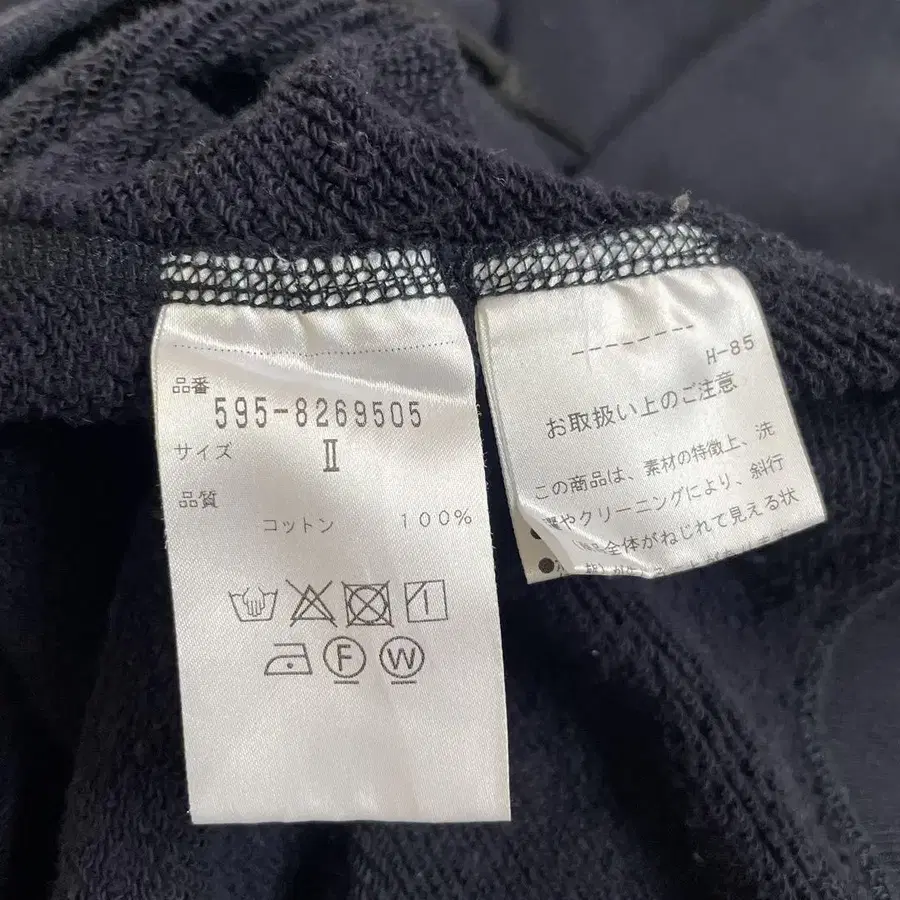 品番
595-8269505
サイズ
Ⅱ
品質
コットン 100%
F W
--------
H-85
お取扱い上のご注意
この商品は、素材の特徴上、洗
濯やクリーニングにより、斜行
全体がねじれて見える状